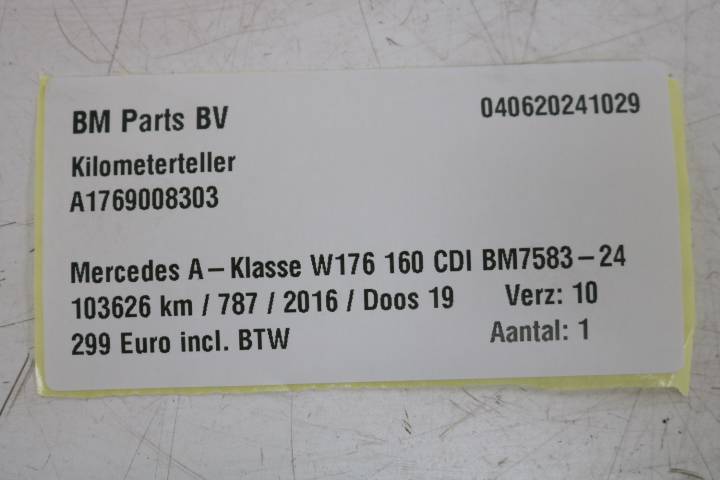 BM Parts BV 040620241029
Kilometerteller
A1769008303
Mercedes A-Klasse W176 160 CDI BM7583-24
103626 km / 787 / 2016 / Doos 19 Verz: 10
299 Euro incl. BTW Aantal: 1